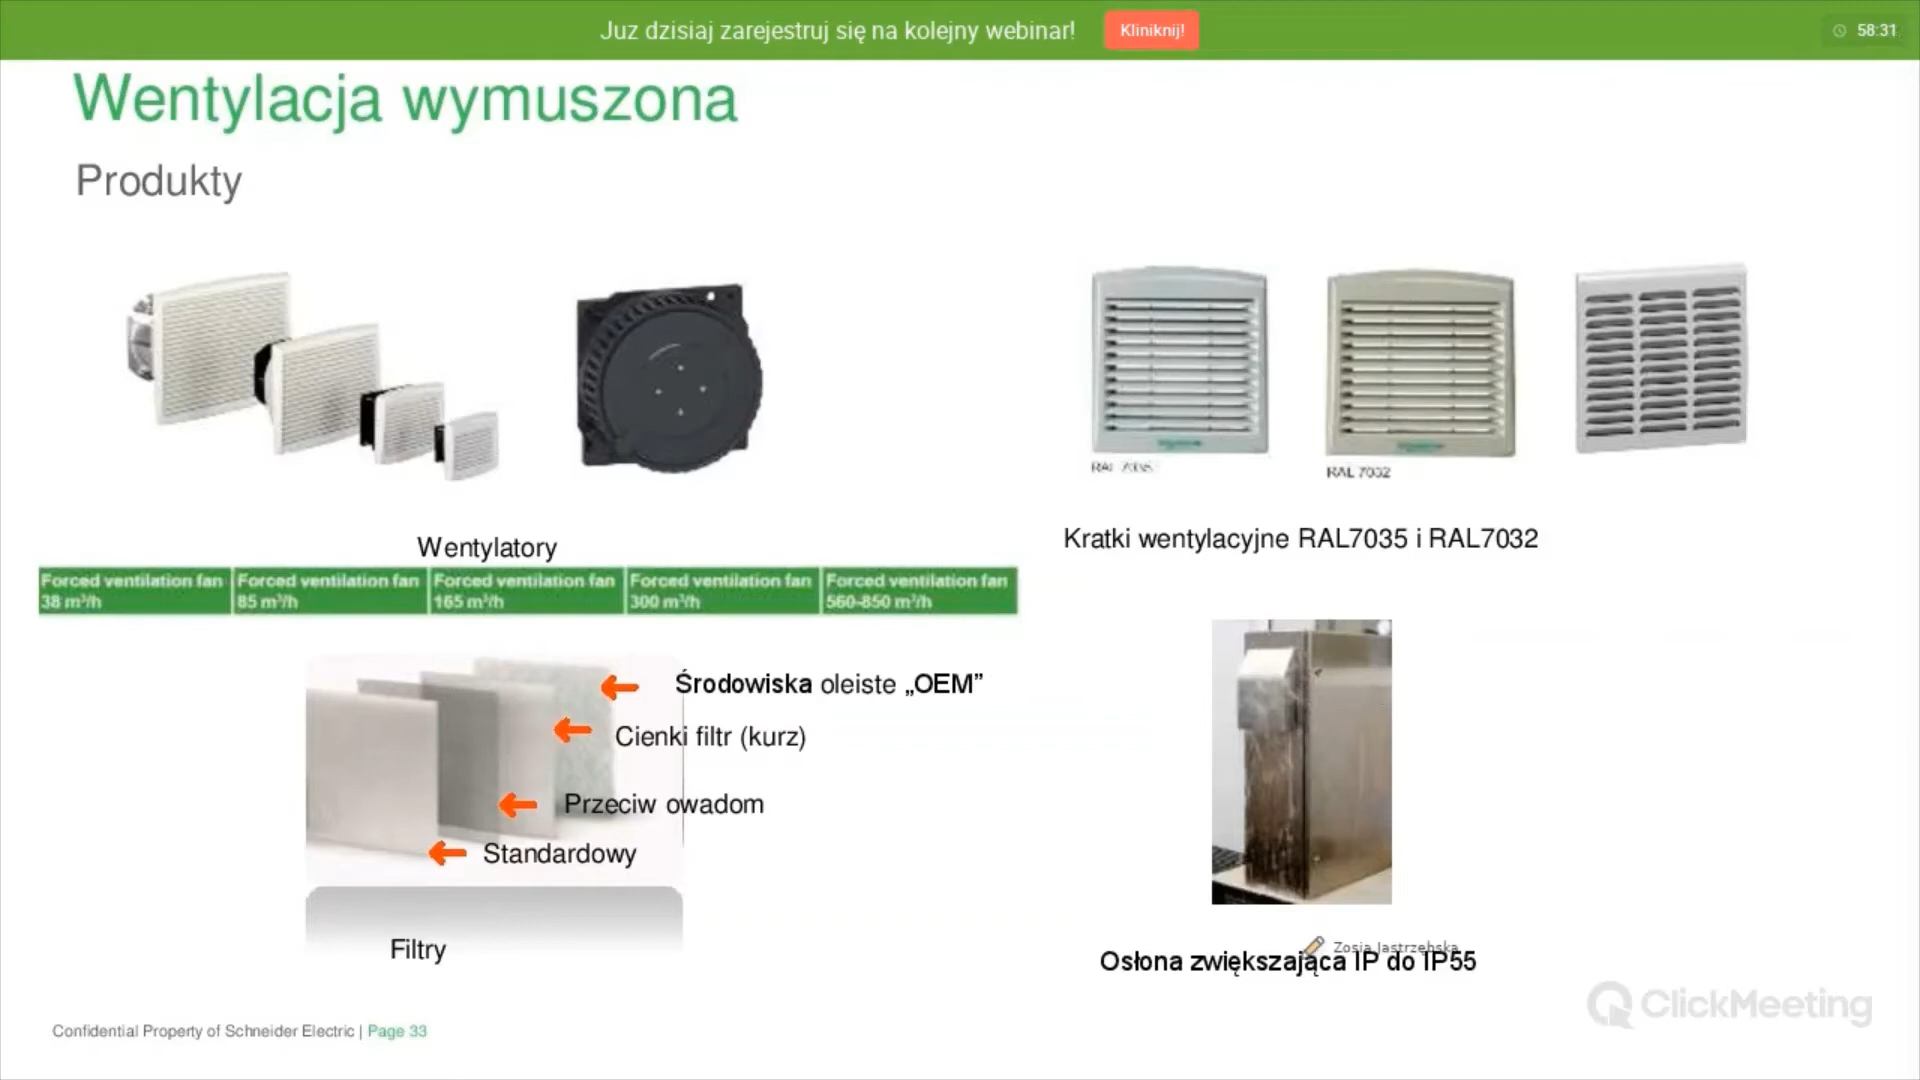 Juz dzisiaj zarejestruj się na kolejny webinar!
Kliniknij!
58:31
Wentylacja wymuszona
Produkty
RAL 7032
Wentylatory
Kratki wentylacyjne RAL7035 i RAL7032
Forced ventilation fan
38 m³/h
Forced ventilation fan
85 m³/h
Forced ventilation fan
165 m³/h
Forced ventilation fan
300 m³/h
Forced ventilation fan
560-850 m³/h
Środowiska oleiste „OEM”
Cienki filtr (kurz)
Przeciw owadom
Standardowy
Filtry
Zosia Jastrzębska
Osłona zwiększająca IP do IP55
ClickMeeting
Confidential Property of Schneider Electric | Page 33